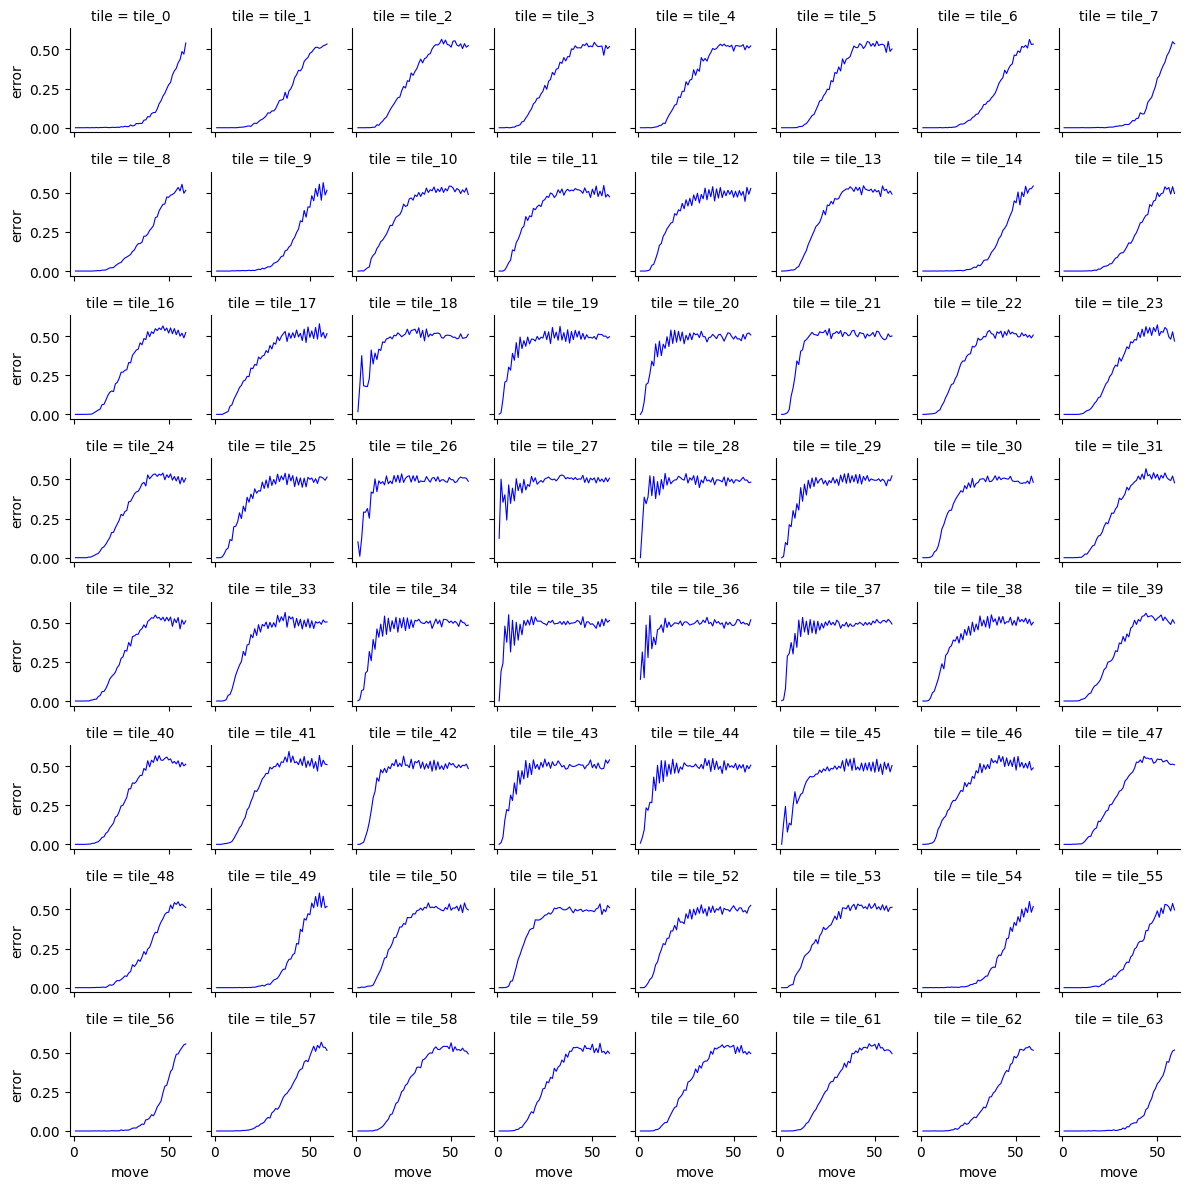 tile = tile_0 tile = tile_1 tile = tile_2 tile = tile_3 tile = tile_4 tile = tile_5 tile = tile_6 tile = tile_7
0.50
0.25
0.00
error
tile = tile_8 tile = tile_9 tile = tile_10 tile = tile_11 tile = tile_12 tile = tile_13 tile = tile_14 tile = tile_15
0.50
0.25
0.00
error
tile = tile_16 tile = tile_17 tile = tile_18 tile = tile_19 tile = tile_20 tile = tile_21 tile = tile_22 tile = tile_23
0.50
0.25
0.00
error
tile = tile_24 tile = tile_25 tile = tile_26 tile = tile_27 tile = tile_28 tile = tile_29 tile = tile_30 tile = tile_31
0.50
0.25
0.00
error
tile = tile_32 tile = tile_33 tile = tile_34 tile = tile_35 tile = tile_36 tile = tile_37 tile = tile_38 tile = tile_39
0.50
0.25
0.00
error
tile = tile_40 tile = tile_41 tile = tile_42 tile = tile_43 tile = tile_44 tile = tile_45 tile = tile_46 tile = tile_47
0.50
0.25
0.00
error
tile = tile_48 tile = tile_49 tile = tile_50 tile = tile_51 tile = tile_52 tile = tile_53 tile = tile_54 tile = tile_55
0.50
0.25
0.00
error
tile = tile_56 tile = tile_57 tile = tile_58 tile = tile_59 tile = tile_60 tile = tile_61 tile = tile_62 tile = tile_63
0.50
0.25
0.00
error
0 50 0 50 0 50 0 50 0 50 0 50 0 50 0 50
move move move move move move move move